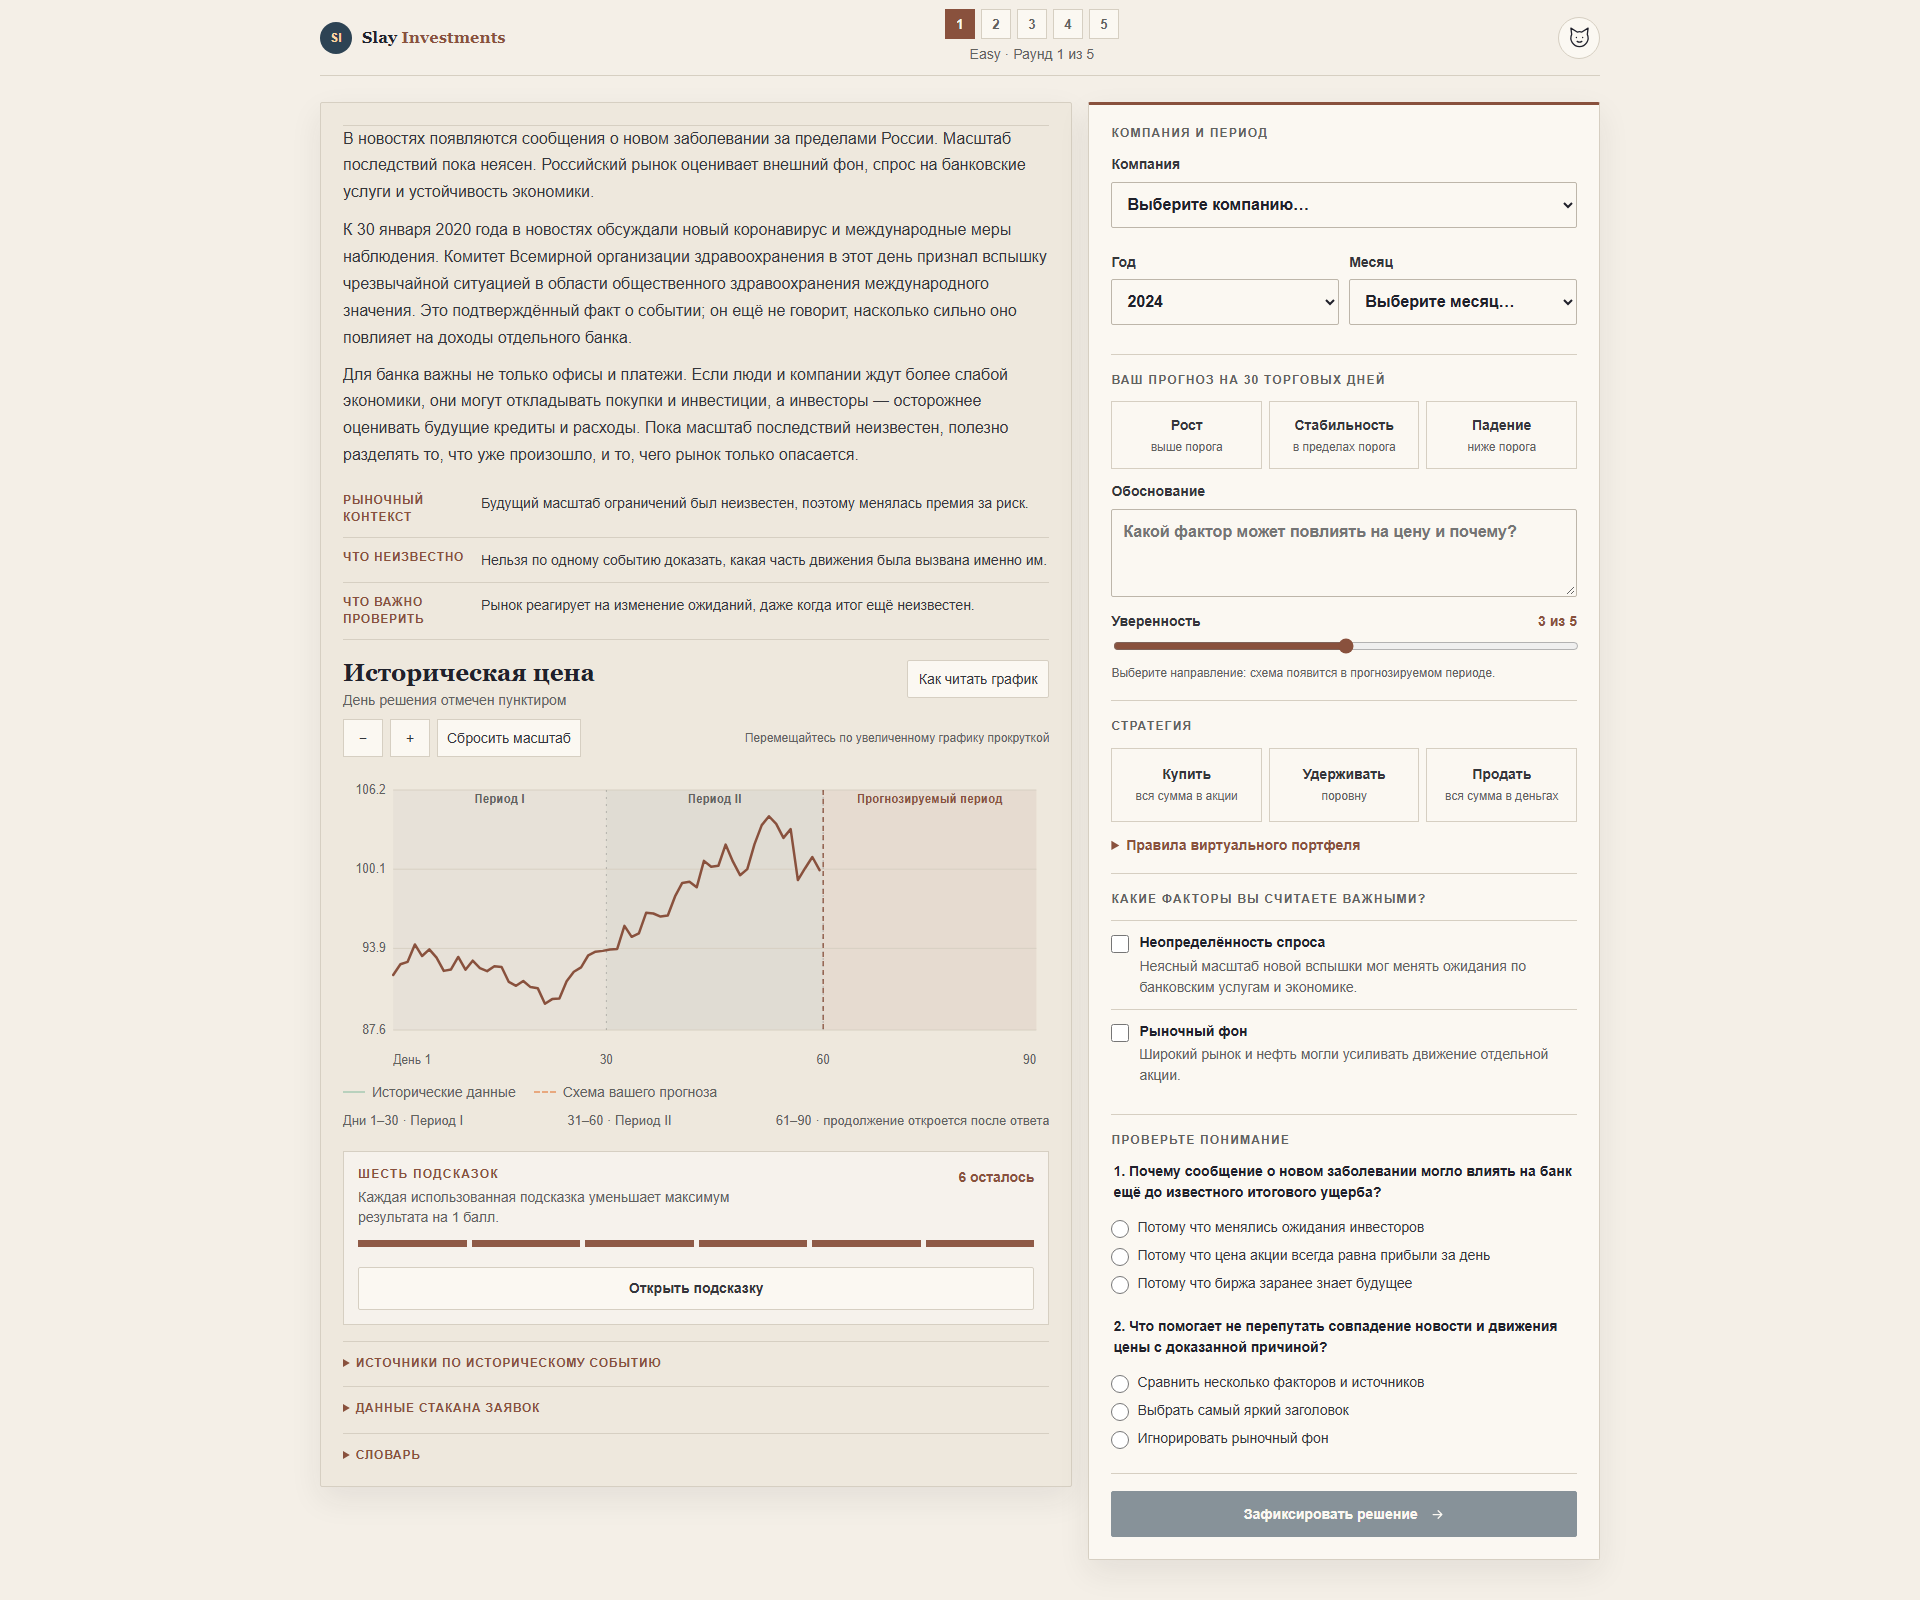 SI
Slay Investments
1 2 3 4 5
Easy · Раунд 1 из 5
В новостях появляются сообщения о новом заболевании за пределами России. Масштаб
последствий пока неясен. Российский рынок оценивает внешний фон, спрос на банковские
услуги и устойчивость экономики.
К 30 января 2020 года в новостях обсуждали новый коронавирус и международные меры
наблюдения. Комитет Всемирной организации здравоохранения в этот день признал вспышку
чрезвычайной ситуацией в области общественного здравоохранения международного
значения. Это подтверждённый факт о событии; он ещё не говорит, насколько сильно оно
повлияет на доходы отдельного банка.
Для банка важны не только офисы и платежи. Если люди и компании ждут более слабой
экономики, они могут откладывать покупки и инвестиции, а инвесторы — осторожнее
оценивать будущие кредиты и расходы. Пока масштаб последствий неизвестен, полезно
разделять то, что уже произошло, и то, чего рынок только опасается.
РЫНОЧНЫЙ
КОНТЕКСТ
Будущий масштаб ограничений был неизвестен, поэтому менялась премия за риск.
ЧТО НЕИЗВЕСТНО
Нельзя по одному событию доказать, какая часть движения была вызвана именно им.
ЧТО ВАЖНО
ПРОВЕРИТЬ
Рынок реагирует на изменение ожиданий, даже когда итог ещё неизвестен.
Историческая цена
День решения отмечен пунктиром
Как читать график
− + Сбросить масштаб
Перемещайтесь по увеличенному графику прокруткой
106.2
100.1
93.9
87.6
Период I
Период II
Прогнозируемый период
День 1
30
60
90
Исторические данные
Схема вашего прогноза
Дни 1–30 · Период I
31–60 · Период II
61–90 · продолжение откроется после ответа
ШЕСТЬ ПОДСКАЗОК
6 осталось
Каждая использованная подсказка уменьшает максимум
результата на 1 балл.
Открыть подсказку
ИСТОЧНИКИ ПО ИСТОРИЧЕСКОМУ СОБЫТИЮ
ДАННЫЕ СТАКАНА ЗАЯВОК
СЛОВАРЬ
КОМПАНИЯ И ПЕРИОД
Компания
Выберите компанию…
Год
Месяц
2024
Выберите месяц…
ВАШ ПРОГНОЗ НА 30 ТОРГОВЫХ ДНЕЙ
Рост
выше порога
Стабильность
в пределах порога
Падение
ниже порога
Обоснование
Какой фактор может повлиять на цену и почему?
Уверенность
3 из 5
Выберите направление: схема появится в прогнозируемом периоде.
СТРАТЕГИЯ
Купить
вся сумма в акции
Удерживать
поровну
Продать
вся сумма в деньгах
Правила виртуального портфеля
КАКИЕ ФАКТОРЫ ВЫ СЧИТАЕТЕ ВАЖНЫМИ?
Неопределённость спроса
Неясный масштаб новой вспышки мог менять ожидания по
банковским услугам и экономике.
Рыночный фон
Широкий рынок и нефть могли усиливать движение отдельной
акции.
ПРОВЕРЬТЕ ПОНИМАНИЕ
1. Почему сообщение о новом заболевании могло влиять на банк
ещё до известного итогового ущерба?
Потому что менялись ожидания инвесторов
Потому что цена акции всегда равна прибыли за день
Потому что биржа заранее знает будущее
2. Что помогает не перепутать совпадение новости и движения
цены с доказанной причиной?
Сравнить несколько факторов и источников
Выбрать самый яркий заголовок
Игнорировать рыночный фон
Зафиксировать решение →